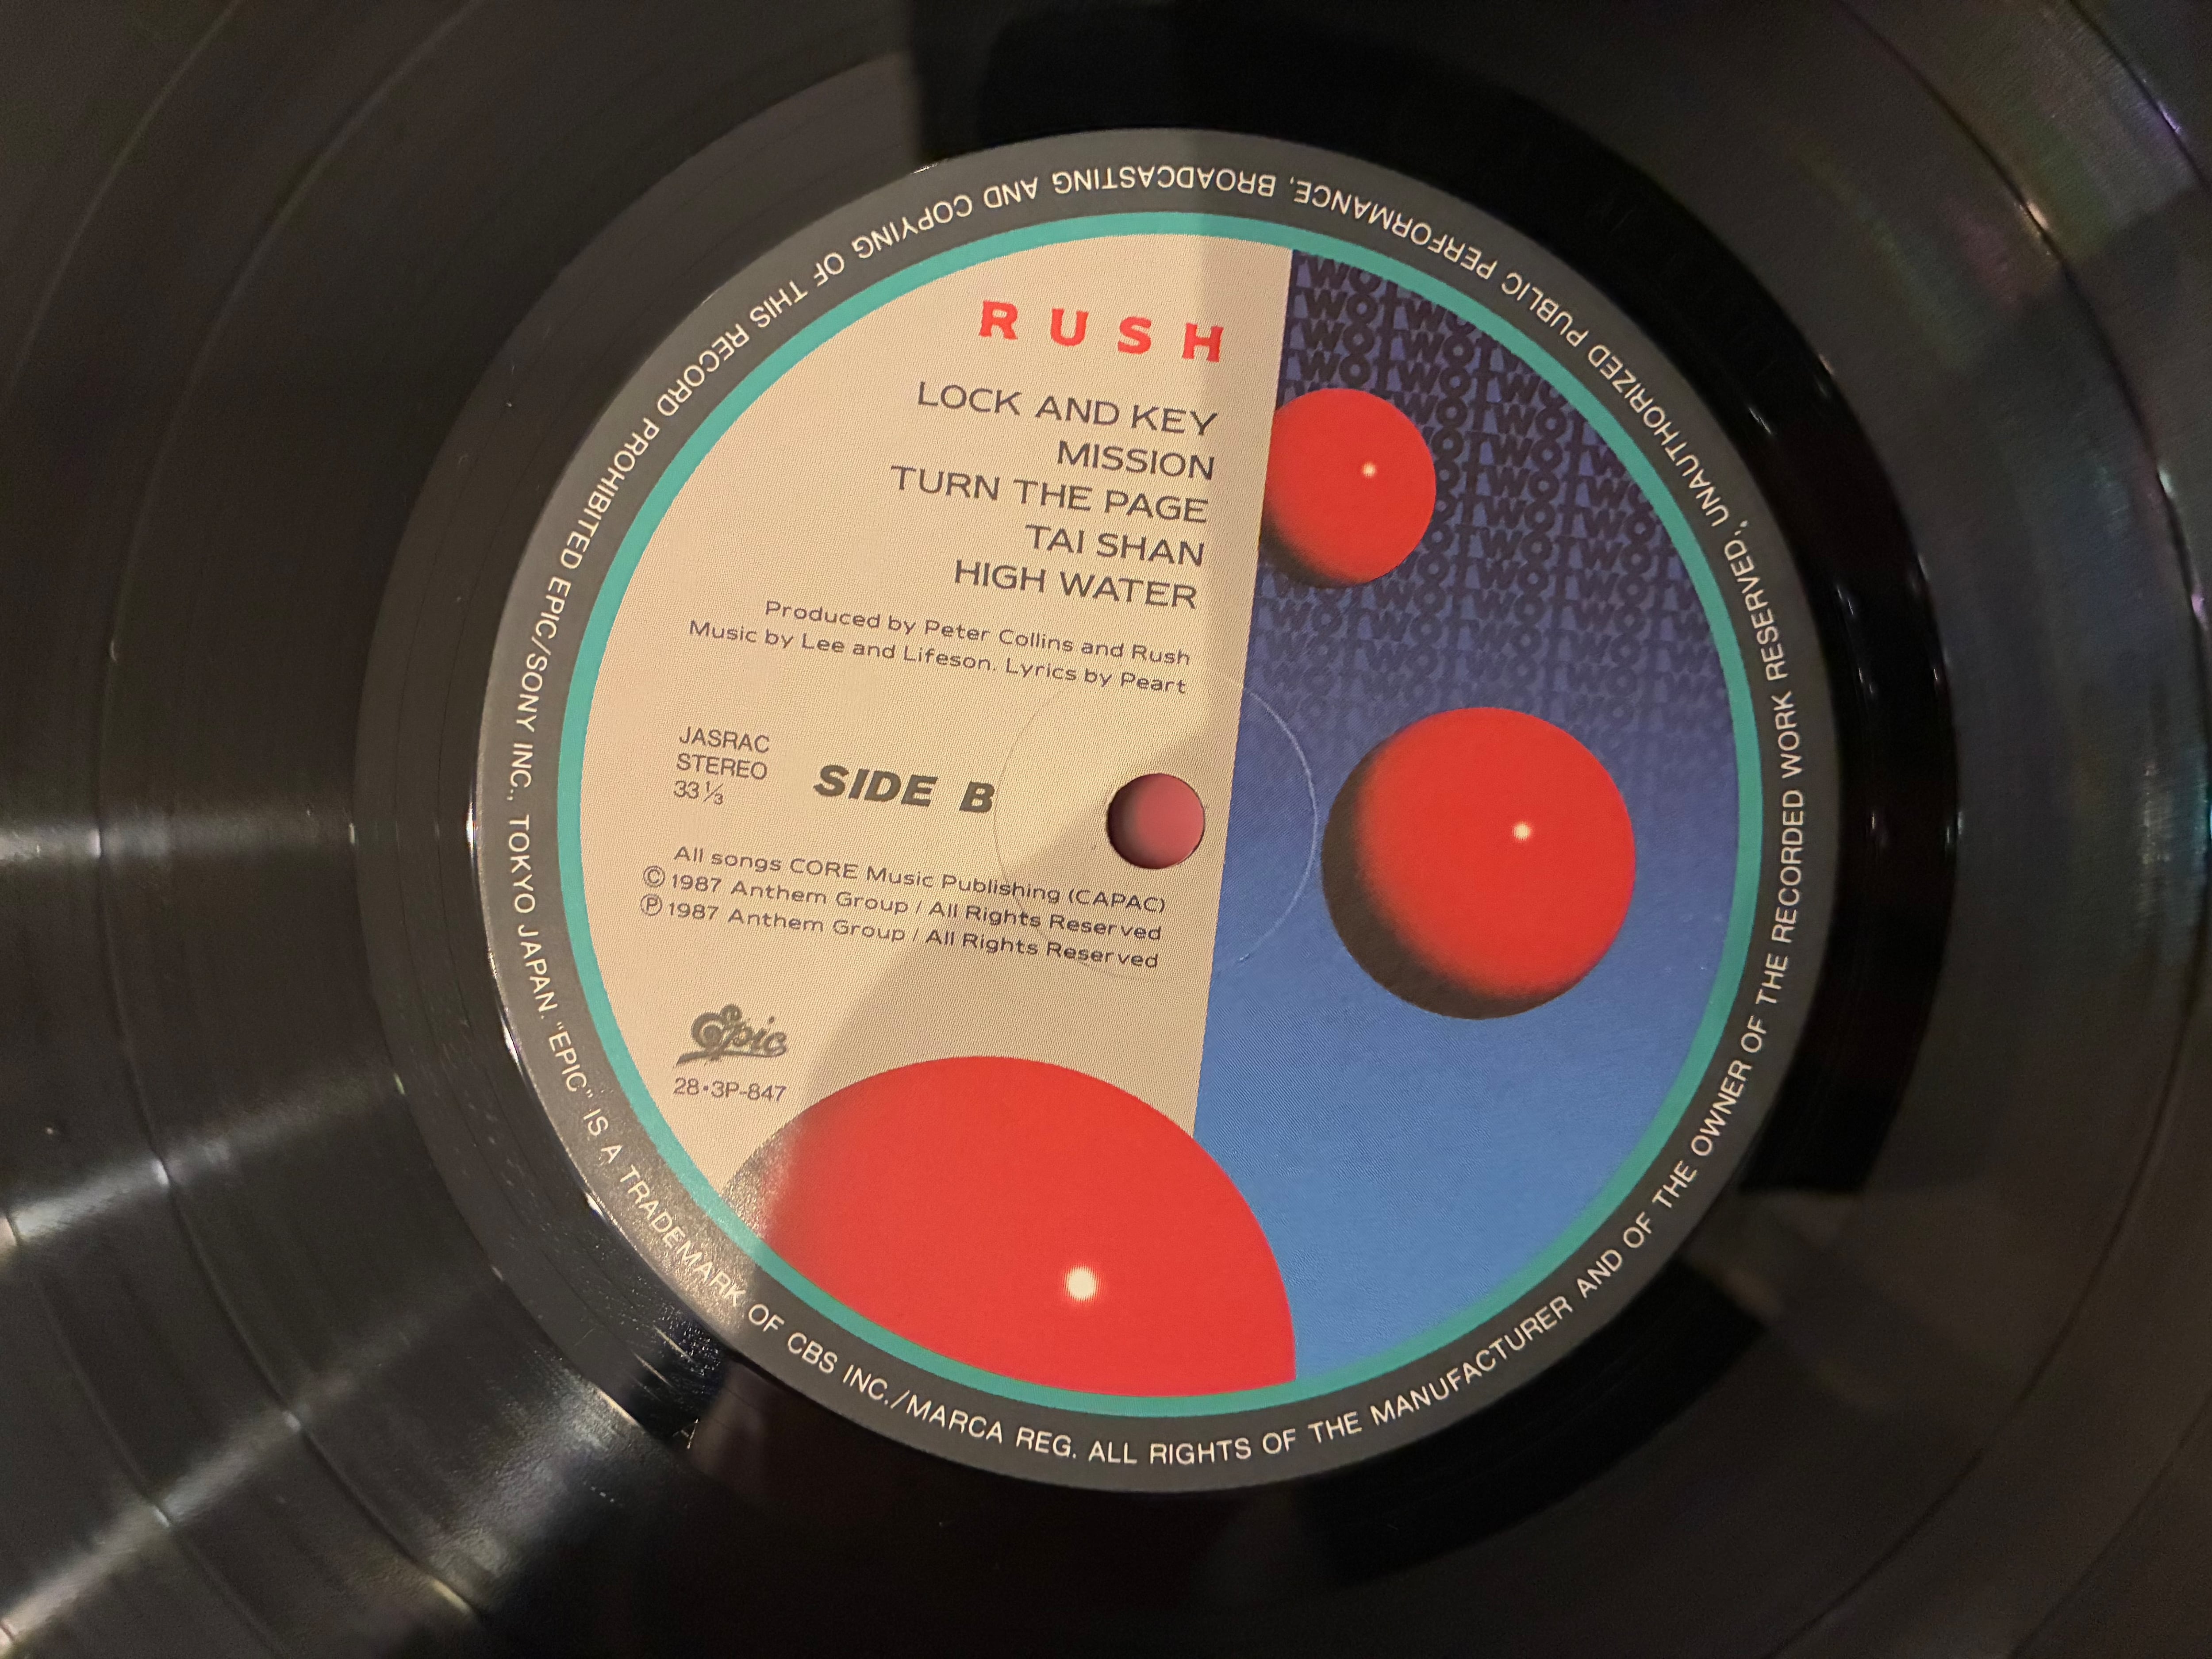 RUSH
LOCK AND KEY
MISSION
TURN THE PAGE
TAI SHAN
HIGH WATER
Produced by Peter Collins and Rush
Music by Lee and Lifeson. Lyrics by Peart
JASRAC
STEREO
33⅓
SIDE B
All songs CORE Music Publishing (CAPAC)
©1987 Anthem Group / All Rights Reserved
℗1987 Anthem Group / All Rights Reserved
Epic
28•3P-847
EPIC/SONY INC., TOKYO JAPAN. "EPIC" IS A TRADEMARK OF CBS INC./MARCA REG. ALL RIGHTS OF THE MANUFACTURER AND OF THE OWNER OF THE RECORDED WORK RESERVED, UNAUTHORIZED PUBLIC PERFORMANCE, BROADCASTING AND COPYING OF THIS RECORD PROHIBITED